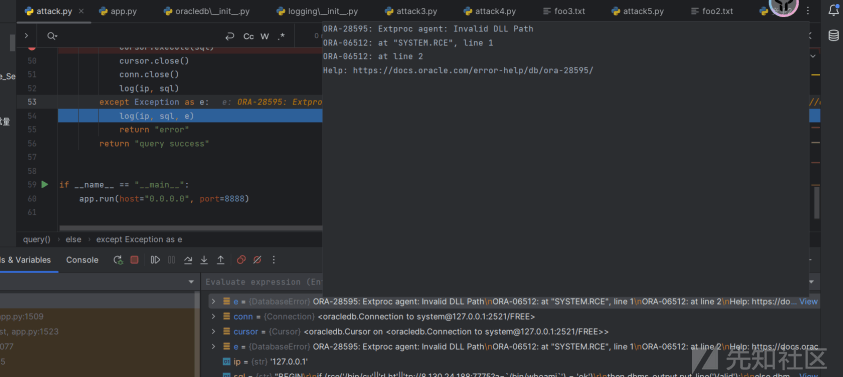 attack.py
app.py
oracledb\__init__.py
logging\__init__.py
attack3.py
attack4.py
foo3.txt
attack5.py
foo2.txt
Cc W .*
cursor.execute(sql)
50 cursor.close()
51 conn.close()
52 log(ip, sql)
53 except Exception as e: e: ORA-28595: Extpro
54 log(ip, sql, e)
55 return "error"
56 return "query success"
57
58
59 if __name__ == "__main__":
60 app.run(host="0.0.0.0", port=8888)
61
ORA-28595: Extproc agent: Invalid DLL Path
ORA-06512: at "SYSTEM.RCE", line 1
ORA-06512: at line 2
Help: https://docs.oracle.com/error-help/db/ora-28595/
query() > else > except Exception as e
& Variables Console
Evaluate expression (En
app.py:1509
st, app.py:1523
077
5
e = {DatabaseError} ORA-28595: Extproc agent: Invalid DLL Path\nORA-06512: at "SYSTEM.RCE", line 1\nORA-06512: at line 2\nHelp: https://do... View
conn = {Connection} <oracledb.Connection to system@127.0.0.1:2521/FREE>
cursor = {Cursor} <oracledb.Cursor on <oracledb.Connection to system@127.0.0.1:2521/FREE>>
e = {DatabaseError} ORA-28595: Extproc agent: Invalid DLL Path\nORA-06512: at "SYSTEM.RCE", line 1\nORA-06512: at line 2\nHelp: https://docs.orac
ip = {str} '127.0.0.1'
先知社区